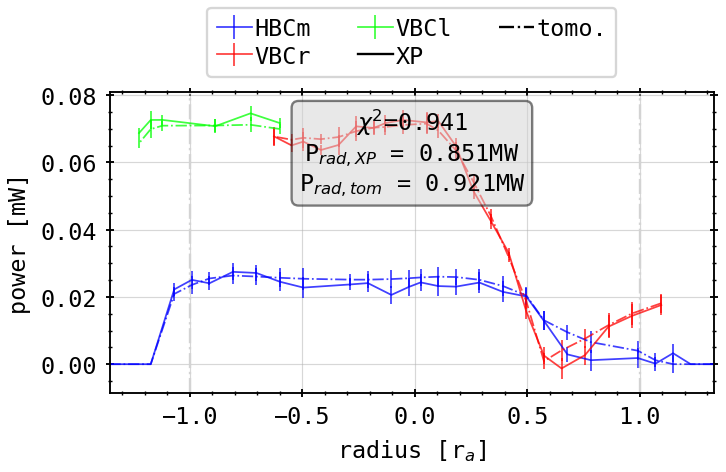 HBCm VBCl tomo.
VBCr XP
χ²=0.941
P_rad,XP = 0.851MW
P_rad,tom = 0.921MW
0.08
0.06
0.04
0.02
0.00
power [mW]
−1.0 −0.5 0.0 0.5 1.0
radius [r_a]